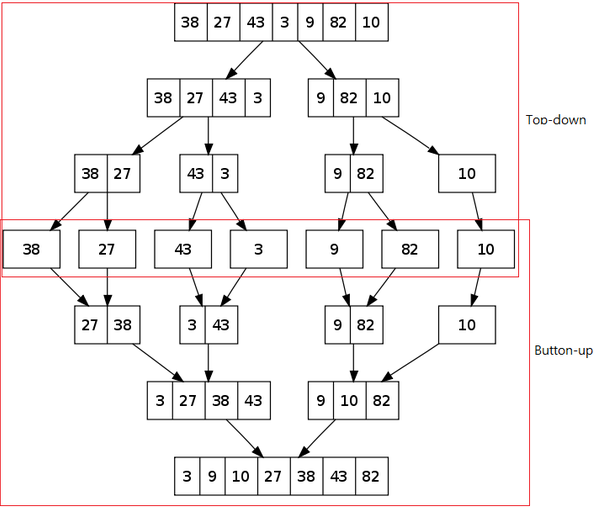 38 27 43 3 9 82 10
38 27 43 3 9 82 10
Top-down
38 27 43 3 9 82 10
38 27 43 3 9 82 10
27 38 3 43 9 82 10
Button-up
3 27 38 43 9 10 82
3 9 10 27 38 43 82